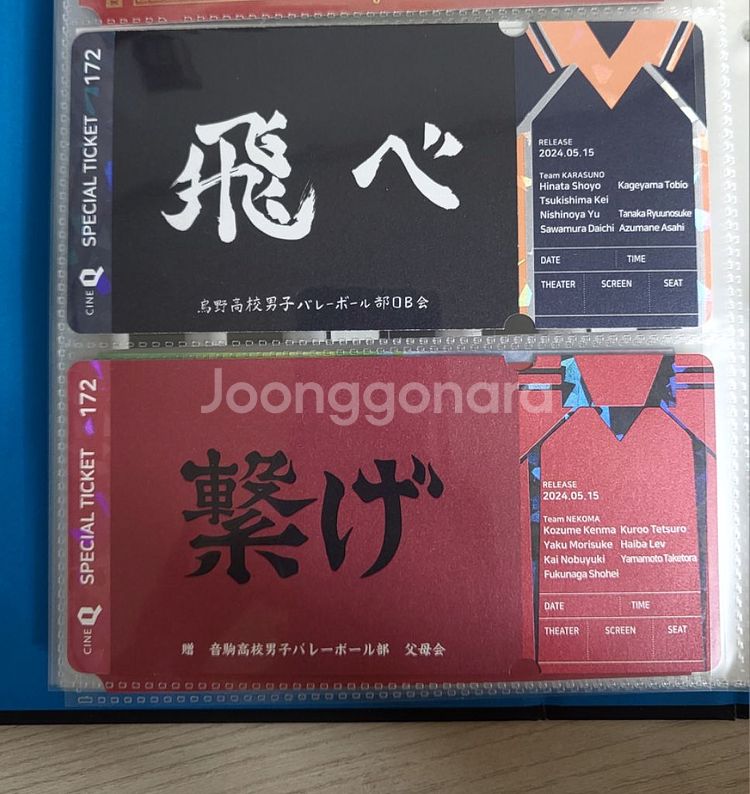 CINE Q SPECIAL TICKET 172
飛べ
烏野高校男子バレーボール部OB会
RELEASE
2024.05.15
Team KARASUNO
Hinata Shoyo Kageyama Tobio
Tsukishima Kei
Nishinoya Yu Tanaka Ryuunosuke
Sawamura Daichi Azumane Asahi
DATE TIME
THEATER SCREEN SEAT
Joonggonara
CINE Q SPECIAL TICKET 172
繋げ
贈 音駒高校男子バレーボール部 父母会
RELEASE
2024.05.15
Team NEKOMA
Kozume Kenma Kuroo Tetsuro
Yaku Morisuke Haiba Lev
Kai Nobuyuki Yamamoto Taketora
Fukunaga Shohei
DATE TIME
THEATER SCREEN SEAT